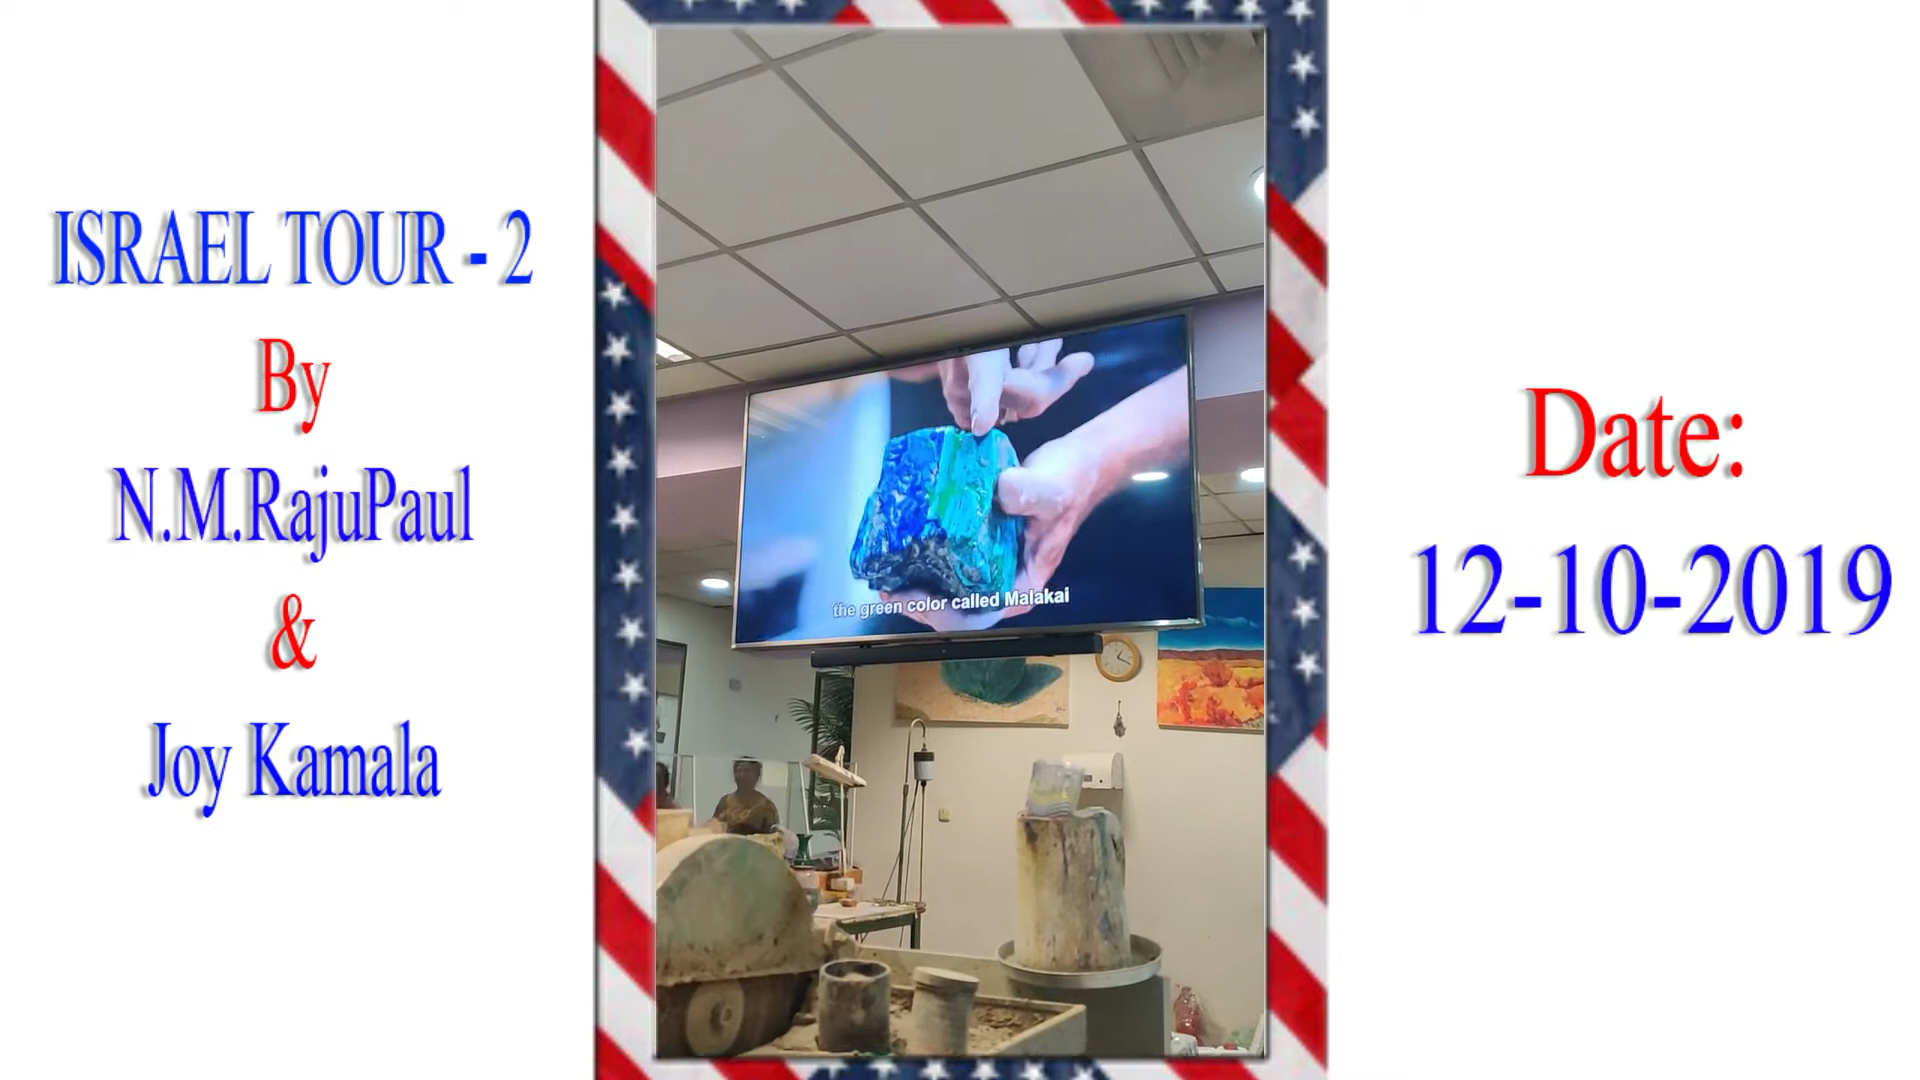 ISRAEL TOUR - 2
By
N.M.RajuPaul
&
Joy Kamala
the green color called Malakai
Date:
12-10-2019